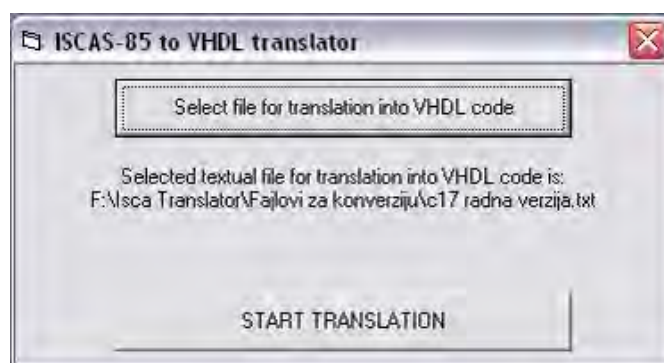 ISCAS-85 to VHDL translator
Select file for translation into VHDL code
Selected textual file for translation into VHDL code is:
F:\Isca Translator\Fajlovi za konverziju\c17 radna verzija.txt
START TRANSLATION